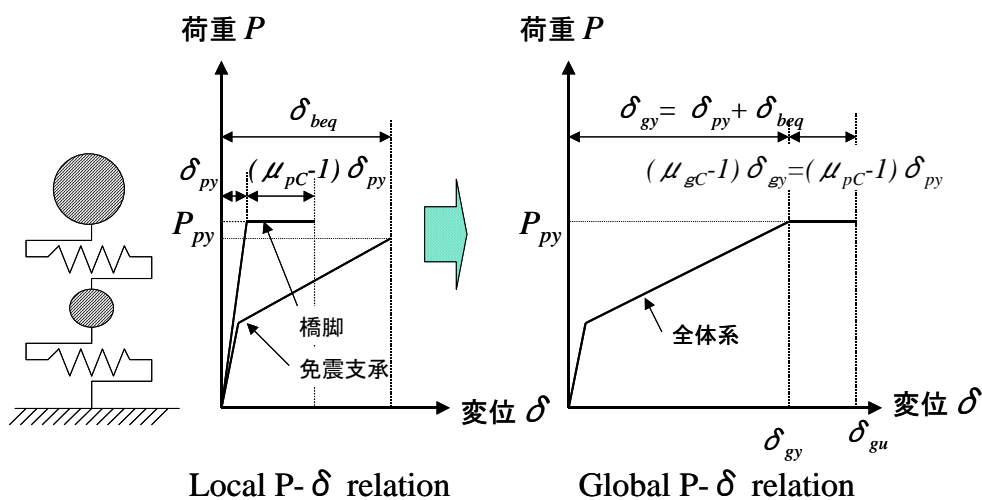 荷重 P
荷重 P
δbeq
δgy= δpy+ δbeq
δpy
(μpC-1) δpy
(μgC-1) δgy=(μpC-1) δpy
Ppy
Ppy
橋脚
免震支承
全体系
変位 δ
変位 δ
δgy
δgu
Local P- δ relation
Global P- δ relation